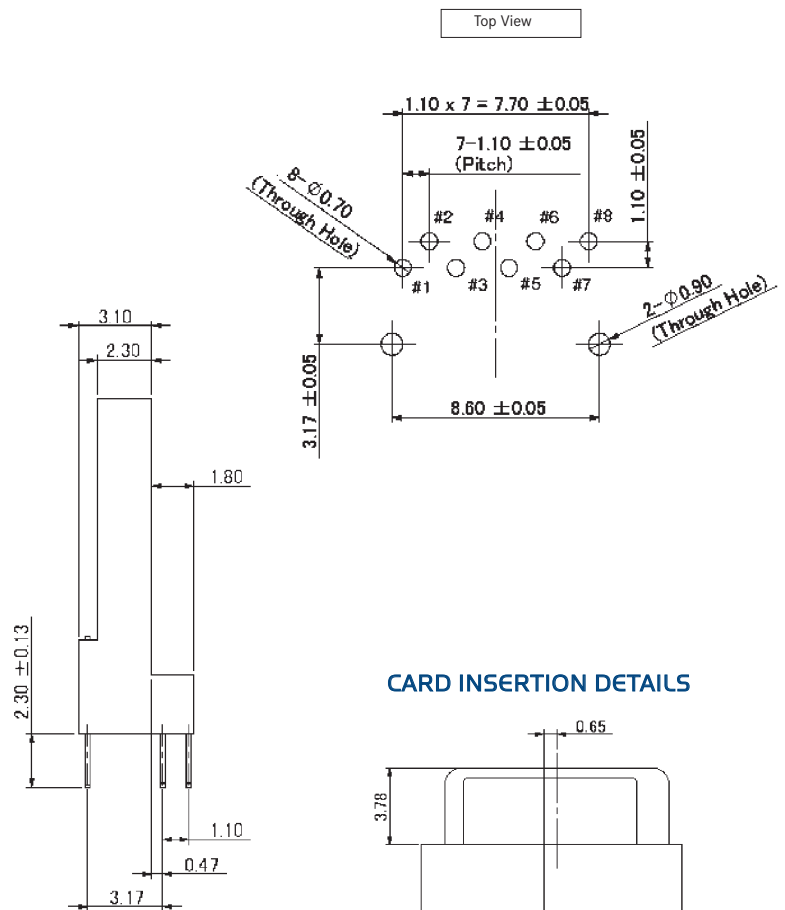 Top View
1.10 x 7 = 7.70 ±0.05
7-1.10 ±0.05
(Pitch)
1.10 ±0.05
8-Ø0.70
(Through Hole)
#2
#4
#6
#8
#1
#3
#5
#7
2-Ø0.90
(Through Hole)
3.17 ±0.05
8.60 ±0.05
3.10
2.30
1.80
2.30 ±0.13
1.10
0.47
3.17
CARD INSERTION DETAILS
0.65
3.78